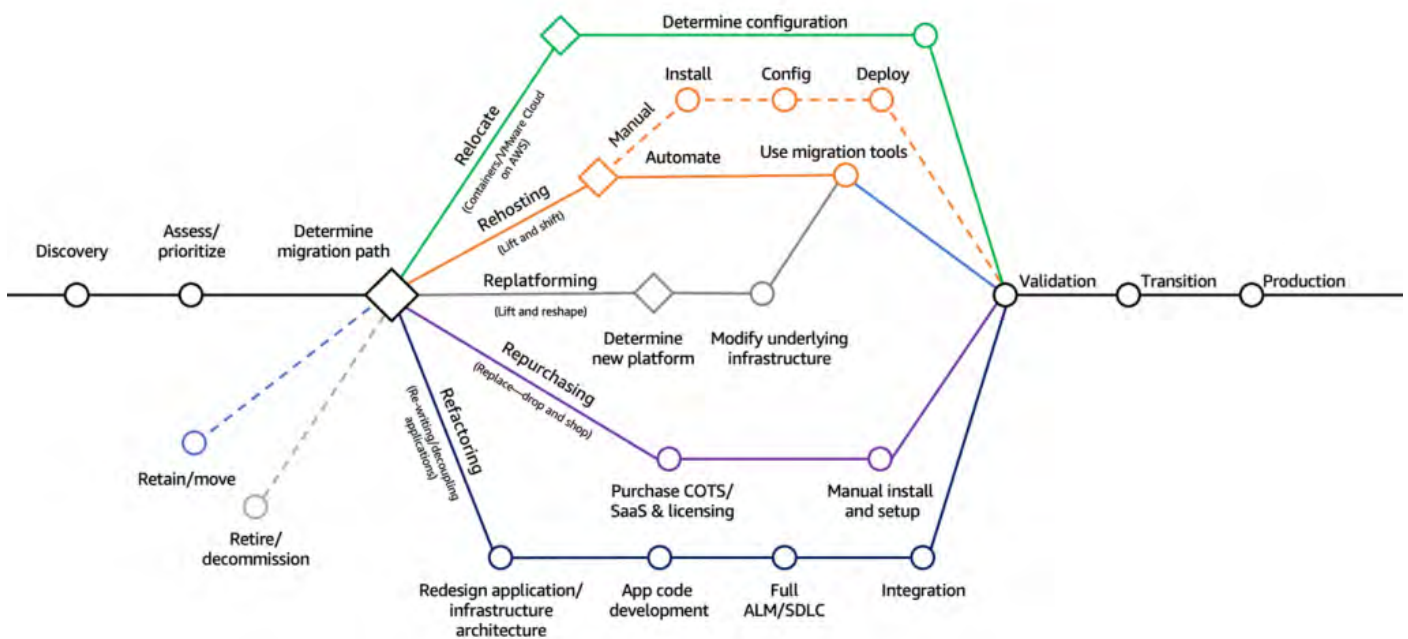 Determine configuration
Install
Config
Deploy
Manual
Relocate
(Containers/VMware Cloud
on AWS)
Automate
Use migration tools
Rehosting
(Lift and shift)
Discovery
Assess/
prioritize
Determine
migration path
Replatforming
(Lift and reshape)
Determine
new platform
Modify underlying
infrastructure
Validation
Transition
Production
Repurchasing
(Replace—drop and shop)
Refactoring
(Re-writing/decoupling
applications)
Retain/move
Retire/
decommission
Purchase COTS/
SaaS & licensing
Manual install
and setup
Redesign application/
infrastructure
architecture
App code
development
Full
ALM/SDLC
Integration